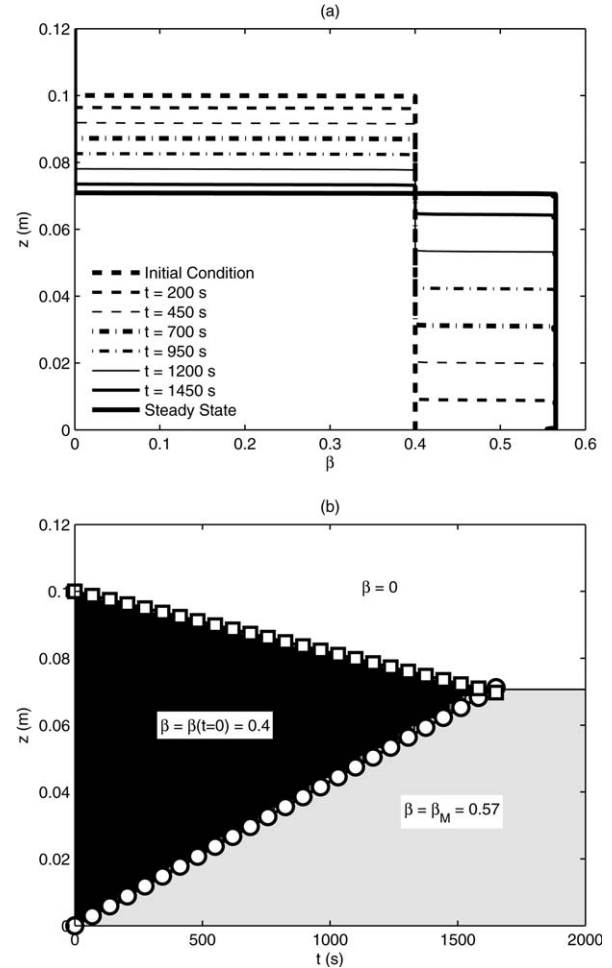 (a)
0.12
0.1
0.08
0.06
0.04
0.02
0
z (m)
Initial Condition
t = 200 s
t = 450 s
t = 700 s
t = 950 s
t = 1200 s
t = 1450 s
Steady State
0 0.1 0.2 0.3 0.4 0.5 0.6
β
(b)
0.12
0.1
0.08
0.06
0.04
0.02
0
z (m)
β = 0
β = β(t=0) = 0.4
β = β_M = 0.57
0 500 1000 1500 2000
t (s)